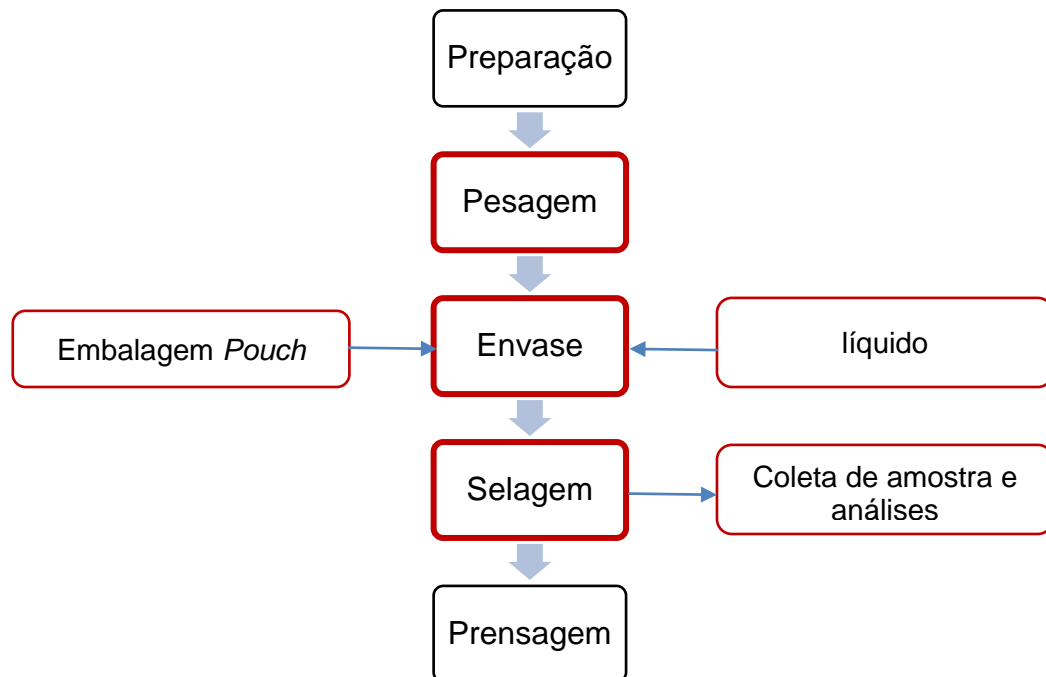 Preparação
Pesagem
Embalagem Pouch
Envase
líquido
Selagem
Coleta de amostra e
análises
Prensagem